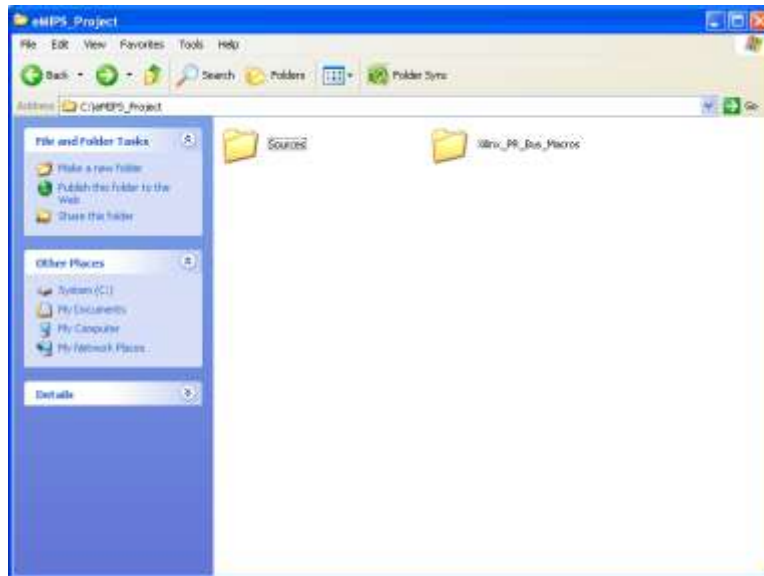 eMIPS_Project
File Edit View Favorites Tools Help
Back Search Folders Folder Sync
Address C:\eMIPS_Project Go
File and Folder Tasks
Make a new folder
Publish this folder to the
Web
Share this folder
Other Places
System (C:)
My Documents
My Computer
My Network Places
Details
Sources
Xilinx_PR_Bus_Macros